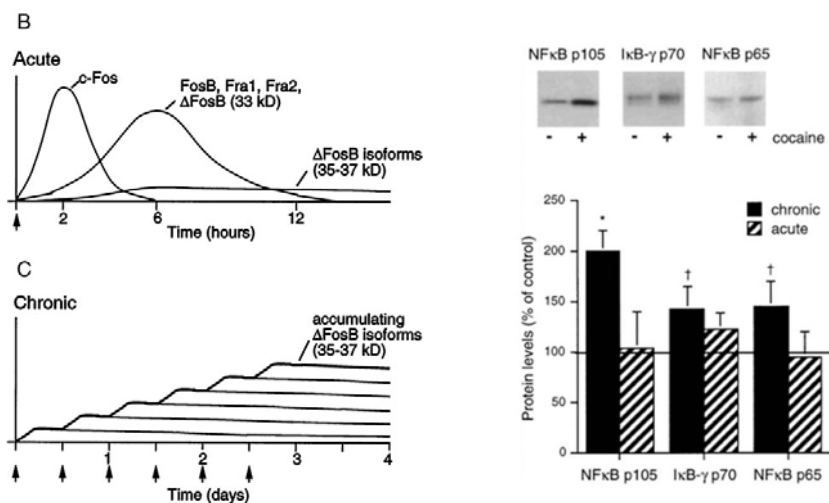 B
Acute
c-Fos
FosB, Fra1, Fra2,
ΔFosB (33 kD)
ΔFosB isoforms
(35-37 kD)
2
6
12
Time (hours)
C
Chronic
accumulating
ΔFosB isoforms
(35-37 kD)
1
2
3
4
Time (days)
NFκB p105 IκB-γ p70 NFκB p65
- + - + - + cocaine
Protein levels (% of control)
250
200
150
100
50
0
*
†
†
chronic
acute
NFκB p105 IκB-γ p70 NFκB p65